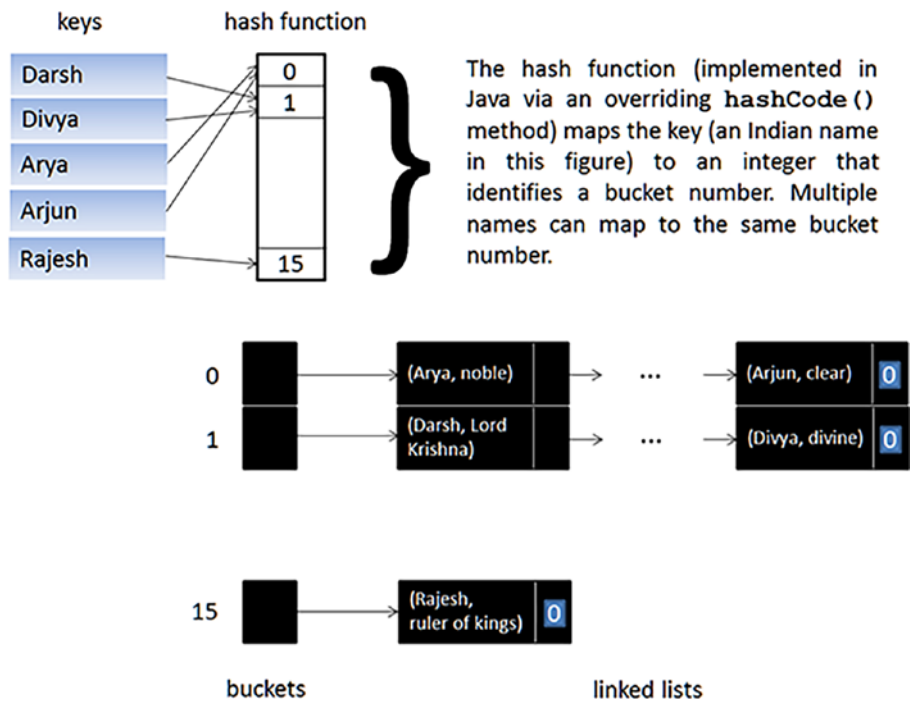 keys
hash function
Darsh
Divya
Arya
Arjun
Rajesh
0
1
15
The hash function (implemented in
Java via an overriding hashCode()
method) maps the key (an Indian name
in this figure) to an integer that
identifies a bucket number. Multiple
names can map to the same bucket
number.
0
(Arya, noble)
...
(Arjun, clear)
0
1
(Darsh, Lord
Krishna)
...
(Divya, divine)
0
15
(Rajesh,
ruler of kings)
0
buckets
linked lists